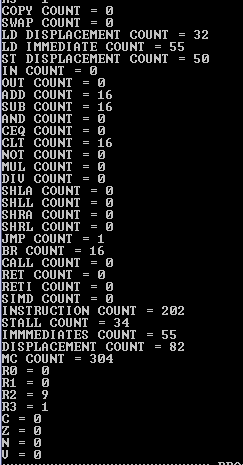 COPY COUNT = 0
SWAP COUNT = 0
LD DISPLACEMENT COUNT = 32
LD IMMEDIATE COUNT = 55
ST DISPLACEMENT COUNT = 50
IN COUNT = 0
OUT COUNT = 0
ADD COUNT = 16
SUB COUNT = 16
AND COUNT = 0
CEQ COUNT = 0
CLT COUNT = 16
NOT COUNT = 0
MUL COUNT = 0
DIV COUNT = 0
SHLA COUNT = 0
SHLL COUNT = 0
SHRA COUNT = 0
SHRL COUNT = 0
JMP COUNT = 1
BR COUNT = 16
CALL COUNT = 0
RET COUNT = 0
RETI COUNT = 0
SIMD COUNT = 0
INSTRUCTION COUNT = 202
STALL COUNT = 34
IMMMEDIATES COUNT = 55
DISPLACEMENT COUNT = 82
MC COUNT = 304
R0 = 0
R1 = 0
R2 = 9
R3 = 1
C = 0
Z = 0
N = 0
V = 0